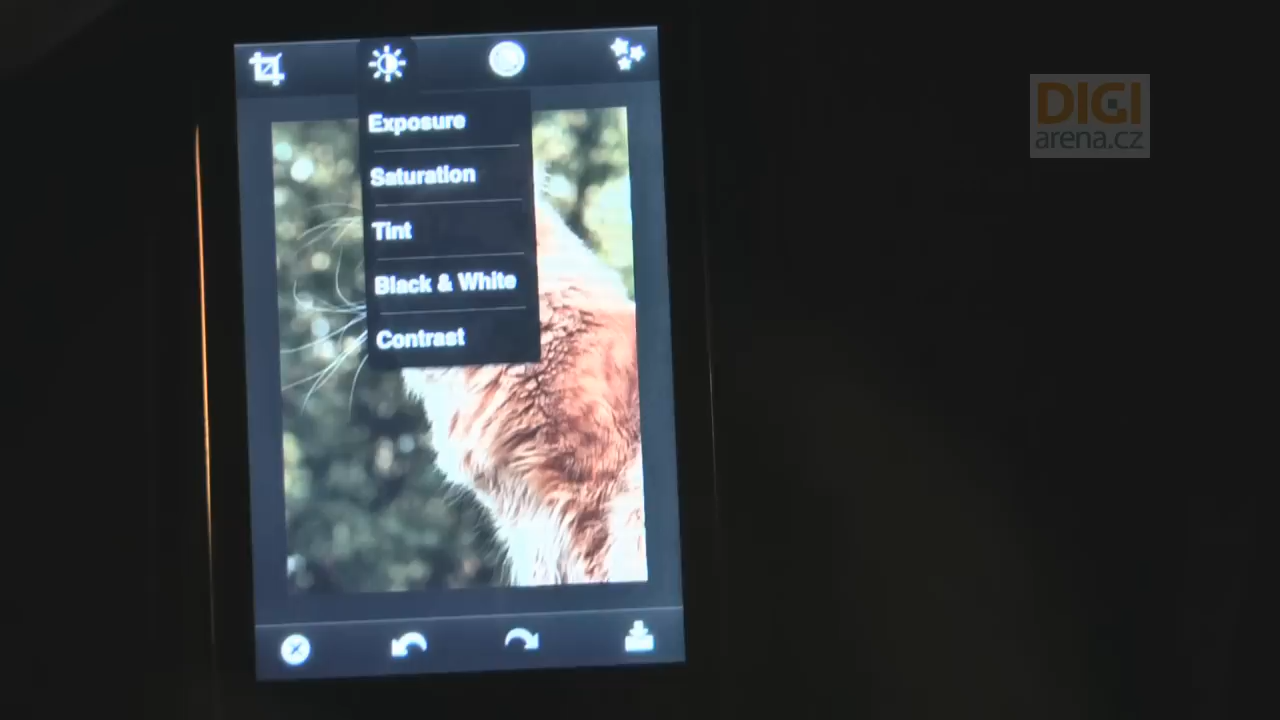 Exposure
Saturation
Tint
Black & White
Contrast
DIGI
arena.cz